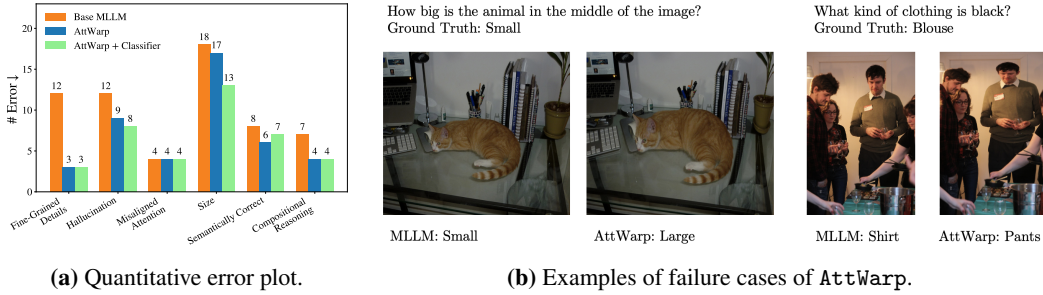 # Error↓
20
10
0
Base MLLM
AttWarp
AttWarp + Classifier
12
3
3
12
9
8
4
4
4
18
17
13
8
6
7
7
4
4
Fine-Grained
Details
Hallucination
Misaligned
Attention
Size
Semantically Correct
Compositional
Reasoning
(a) Quantitative error plot.
How big is the animal in the middle of the image?
Ground Truth: Small
MLLM: Small
AttWarp: Large
What kind of clothing is black?
Ground Truth: Blouse
MLLM: Shirt
AttWarp: Pants
(b) Examples of failure cases of AttWarp.